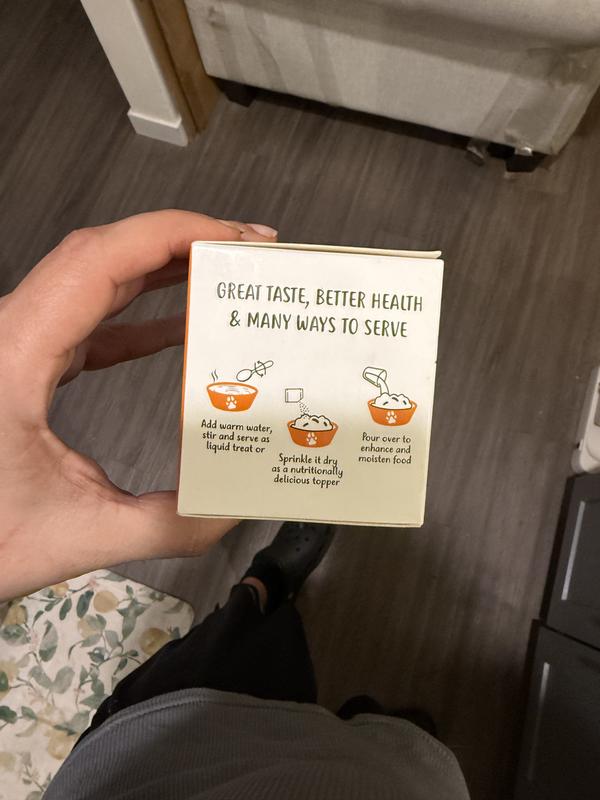 GREAT TASTE, BETTER HEALTH
& MANY WAYS TO SERVE
Add warm water,
stir and serve as
liquid treat or
Sprinkle it dry
as a nutritionally
delicious topper
Pour over to
enhance and
moisten food